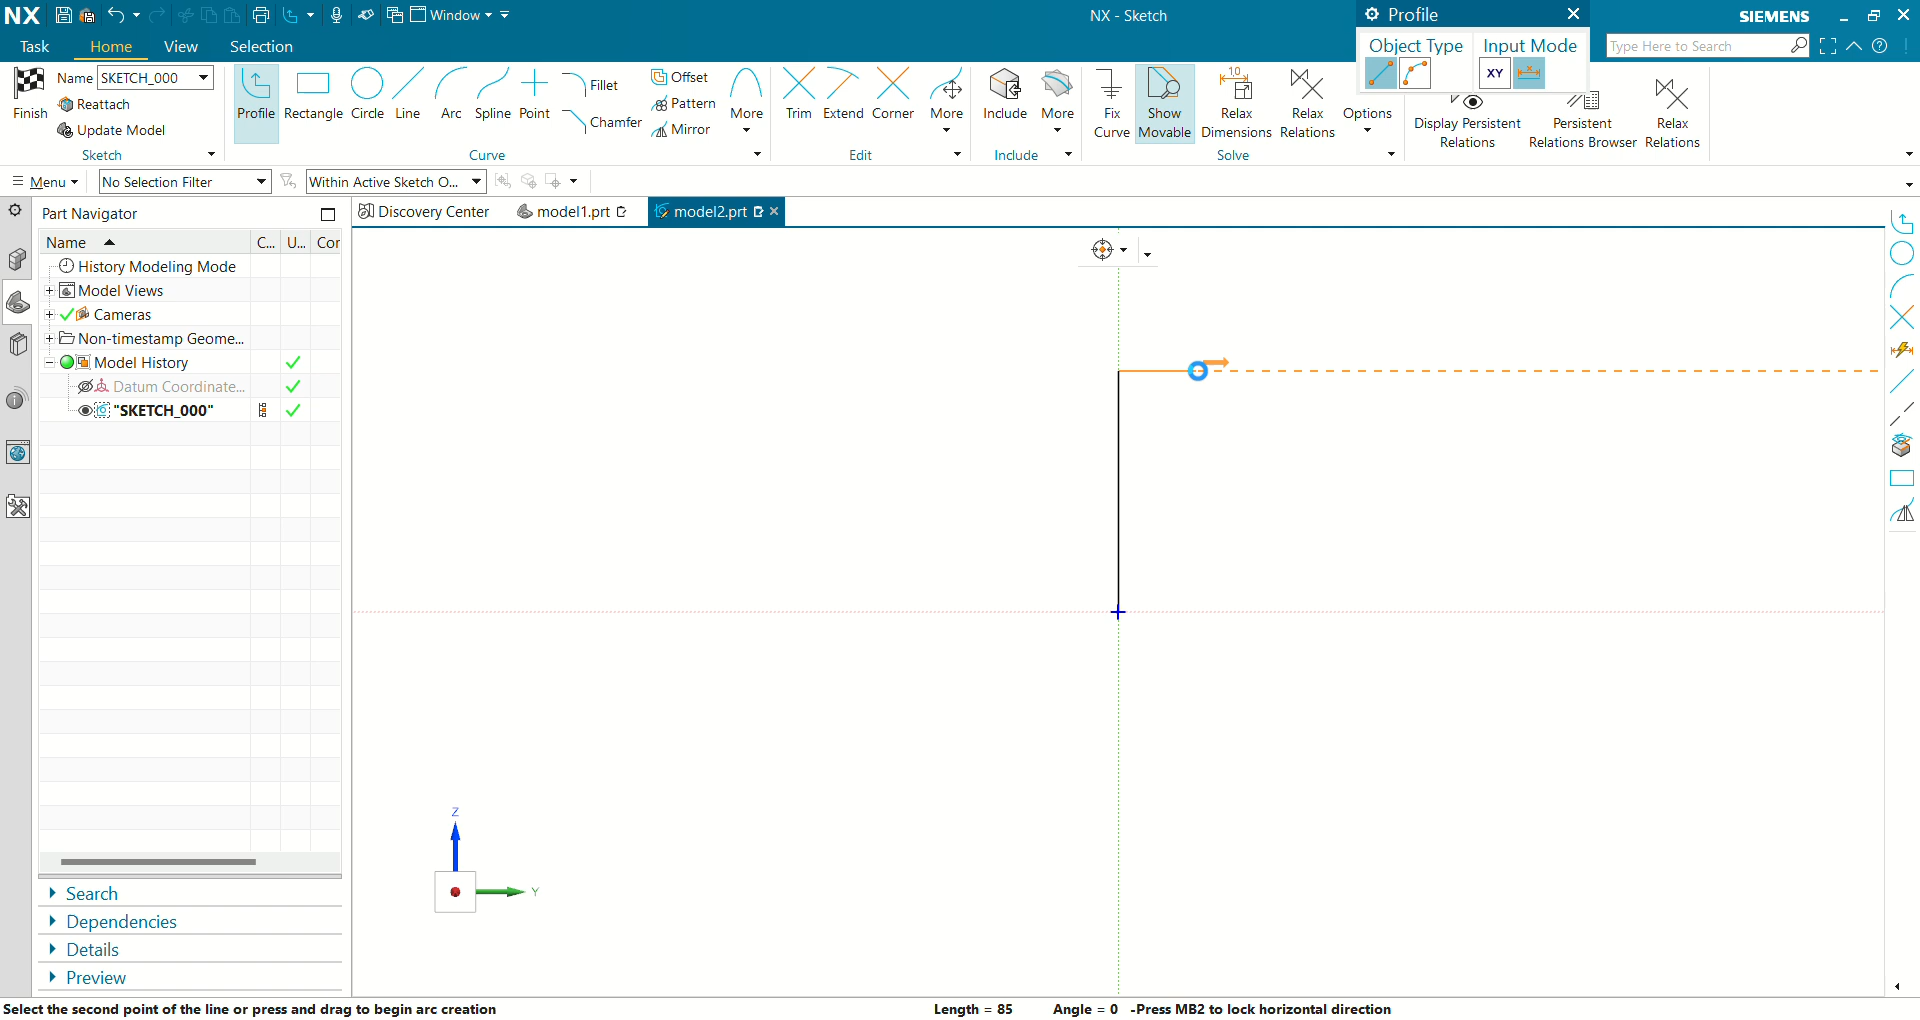 NX
Window
NX - Sketch
Profile
SIEMENS
Task
Home
View
Selection
Object Type
Input Mode
XY
Type Here to Search
Finish
Name SKETCH_000
Reattach
Update Model
Sketch
Profile
Rectangle
Circle
Line
Arc
Spline
Point
Fillet
Chamfer
Offset
Pattern
Mirror
More
Curve
Trim
Extend
Corner
More
Edit
Include
More
Include
Fix
Curve
Show
Movable
1.0
Relax
Dimensions
Relax
Relations
Options
Solve
Display Persistent
Relations
Persistent
Relations Browser
Relax
Relations
Menu
No Selection Filter
Within Active Sketch O...
Part Navigator
Discovery Center
model1.prt
model2.prt
Name C... U... Cor
History Modeling Mode
Model Views
Cameras
Non-timestamp Geome...
Model History
Datum Coordinate...
"SKETCH_000"
Z
Y
Search
Dependencies
Details
Preview
Select the second point of the line or press and drag to begin arc creation
Length = 85 Angle = 0 -Press MB2 to lock horizontal direction